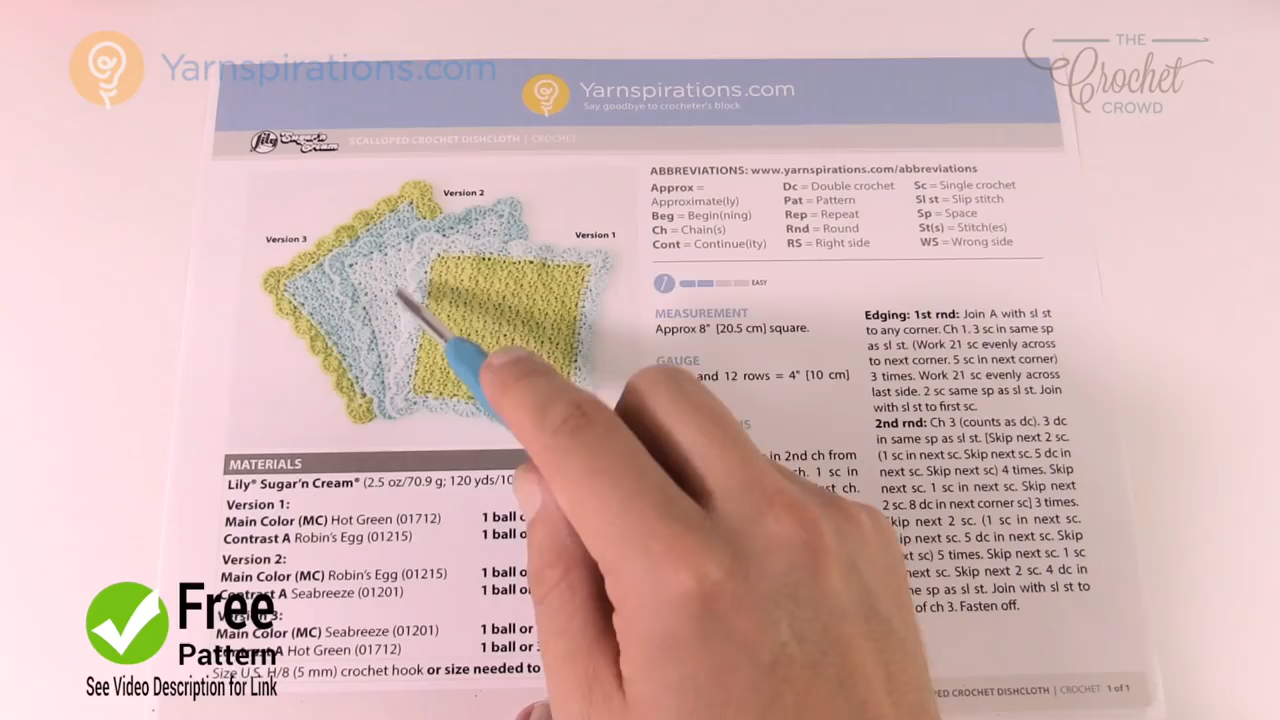 Yarnspirations.com
THE
Crochet
CROWD
Yarnspirations.com
Say goodbye to crocheter's block
Lily Sugar'n Cream SCALLOPED CROCHET DISHCLOTH | CROCHET
Version 2
Version 3
Version 1
MATERIALS
Lily® Sugar'n Cream® (2.5 oz/70.9 g; 120 yds/10
Version 1:
Main Color (MC) Hot Green (01712) 1 ball o
Contrast A Robin's Egg (01215) 1 ball o
Version 2:
Main Color (MC) Robin's Egg (01215) 1 ball o
Contrast A Seabreeze (01201) 1 ball o
Version 3:
Main Color (MC) Seabreeze (01201) 1 ball or
Contrast A Hot Green (01712) 1 ball or
Size U.S. H/8 (5 mm) crochet hook or size needed to
ABBREVIATIONS: www.yarnspirations.com/abbreviations
Approx =
Approximate(ly)
Beg = Begin(ning)
Ch = Chain(s)
Cont = Continue(ity)
Dc = Double crochet
Pat = Pattern
Rep = Repeat
Rnd = Round
RS = Right side
Sc = Single crochet
Sl st = Slip stitch
Sp = Space
St(s) = Stitch(es)
WS = Wrong side
EASY
MEASUREMENT
Approx 8" [20.5 cm] square.
GAUGE
and 12 rows = 4" [10 cm]
NS
in 2nd ch from
ch. 1 sc in
ast ch.
Edging: 1st rnd: Join A with sl st
to any corner. Ch 1. 3 sc in same sp
as sl st. (Work 21 sc evenly across
to next corner. 5 sc in corner)
3 times. Work 21 sc evenly across
last side. 2 sc same sp as sl st. Join
with sl st to first sc.
2nd rnd: Ch 3 (counts as dc). 3 dc
in same sp as sl st. [Skip next 2 sc.
(1 sc in next sc. Skip next 2 sc. 5 dc in
next sc. Skip next sc) 4 times. Skip
next sc. 1 sc in next sc. Skip next
2 sc. 8 dc in next corner sc] 3 times.
Skip next 2 sc. (1 sc in next sc.
sc. 5 dc in next sc. Skip
xt sc) 5 times. Skip next sc. 1 sc
sc. Skip next 2 sc. 4 dc in
e sp as sl st. Join with sl st to
of ch 3. Fasten off.
ED CROCHET DISHCLOTH | CROCHET 1 of 1
Free
Pattern
See Video Description for Link